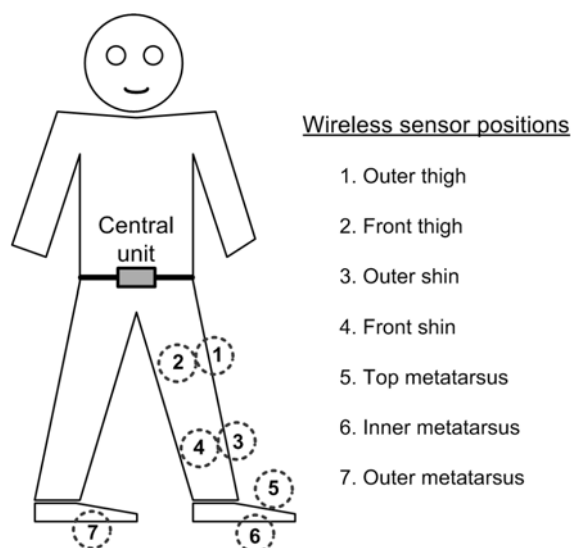 Wireless sensor positions
1. Outer thigh
2. Front thigh
3. Outer shin
4. Front shin
5. Top metatarsus
6. Inner metatarsus
7. Outer metatarsus
Central
unit
2
1
4
3
5
7
6